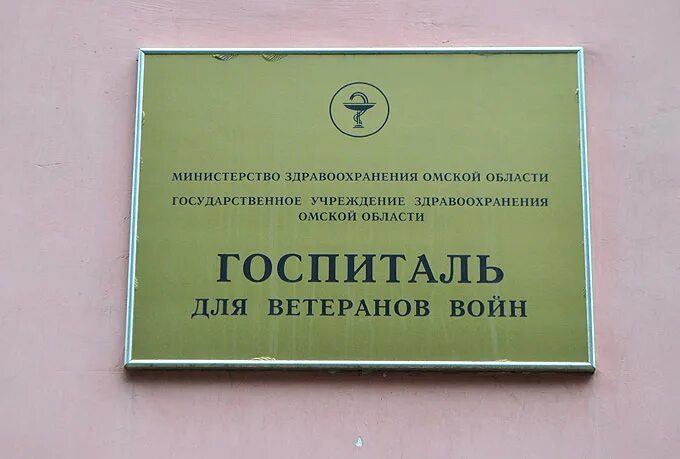 МИНИСТЕРСТВО ЗДРАВООХРАНЕНИЯ ОМСКОЙ ОБЛАСТИ
ГОСУДАРСТВЕННОЕ УЧРЕЖДЕНИЕ ЗДРАВООХРАНЕНИЯ
ОМСКОЙ ОБЛАСТИ
ГОСПИТАЛЬ
ДЛЯ ВЕТЕРАНОВ ВОЙН